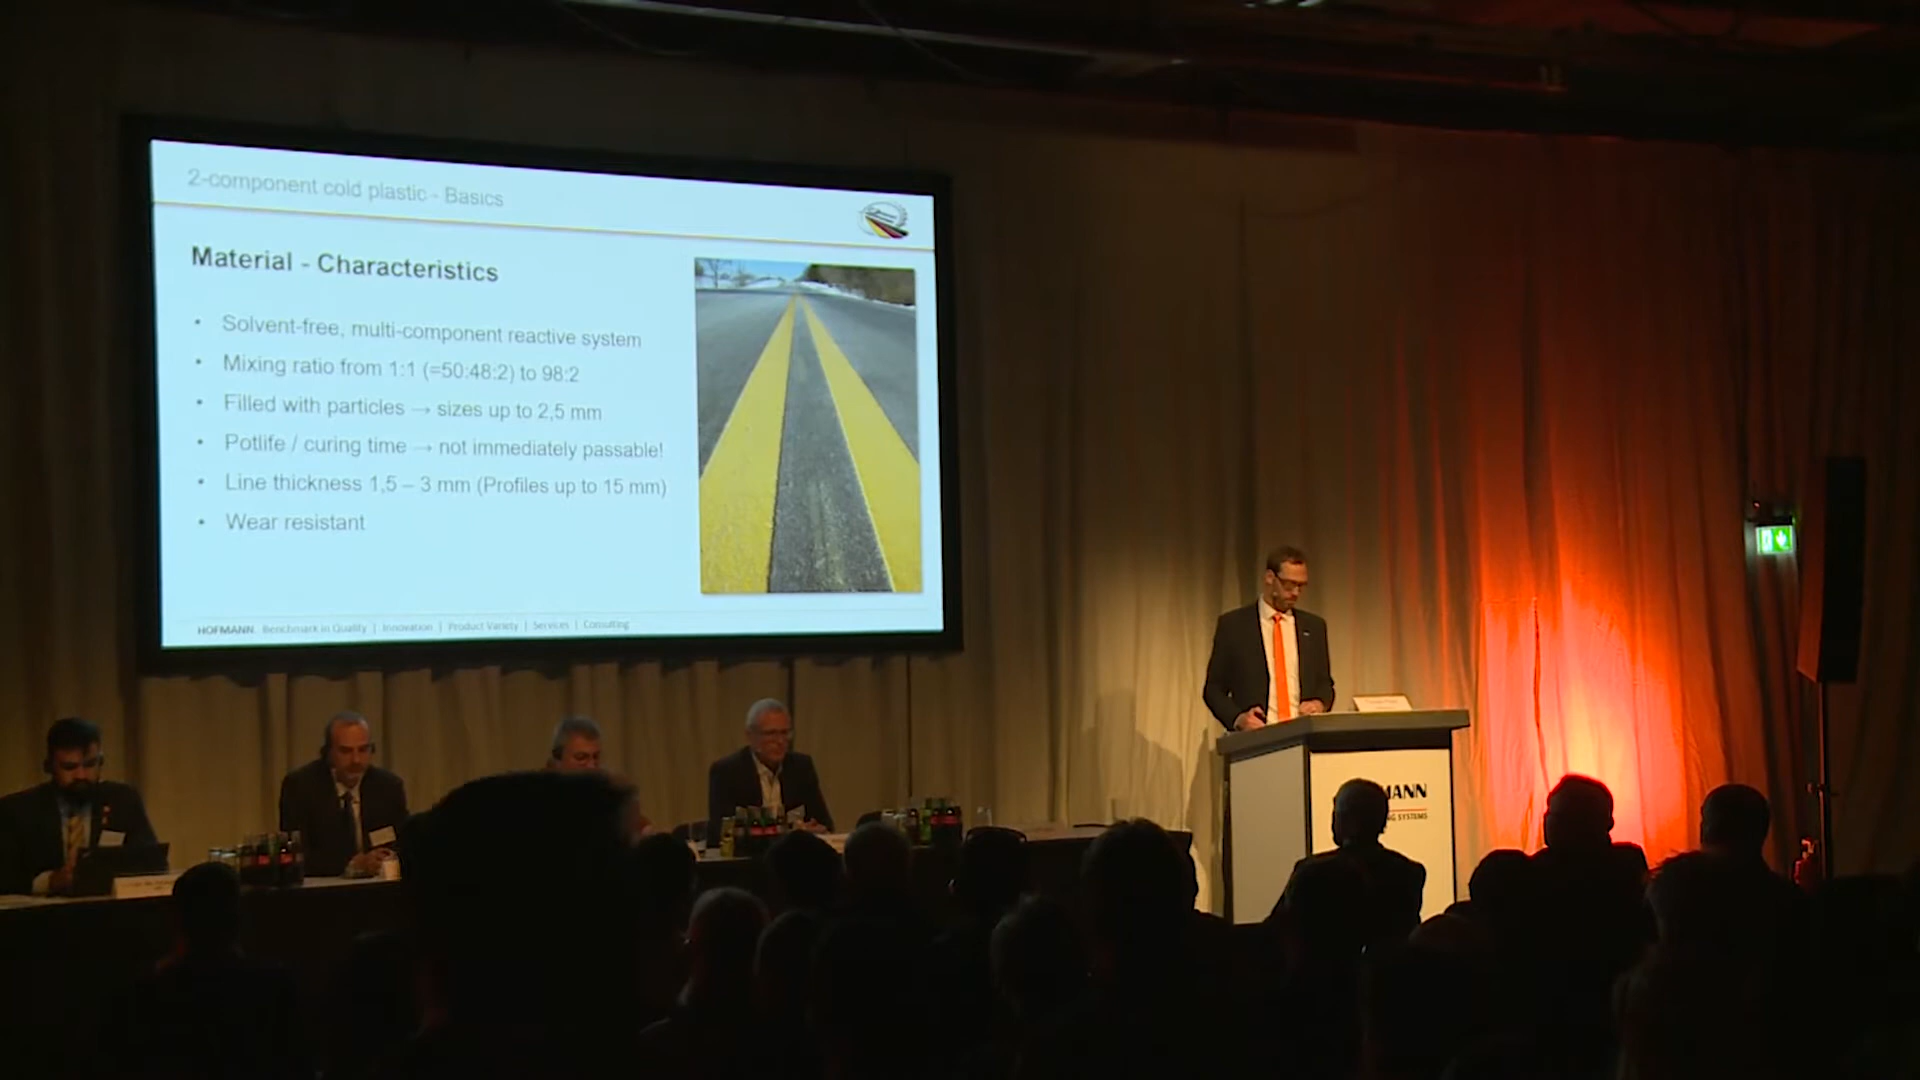 2-component cold plastic - Basics
Material - Characteristics
• Solvent-free, multi-component reactive system
• Mixing ratio from 1:1 (=50:48:2) to 98:2
• Filled with particles → sizes up to 2,5 mm
• Potlife / curing time → not immediately passable!
• Line thickness 1,5 – 3 mm (Profiles up to 15 mm)
• Wear resistant
HOFMANN Benchmark in Quality | Innovation | Product Variety | Services | Consulting
MANN
NG SYSTEMS